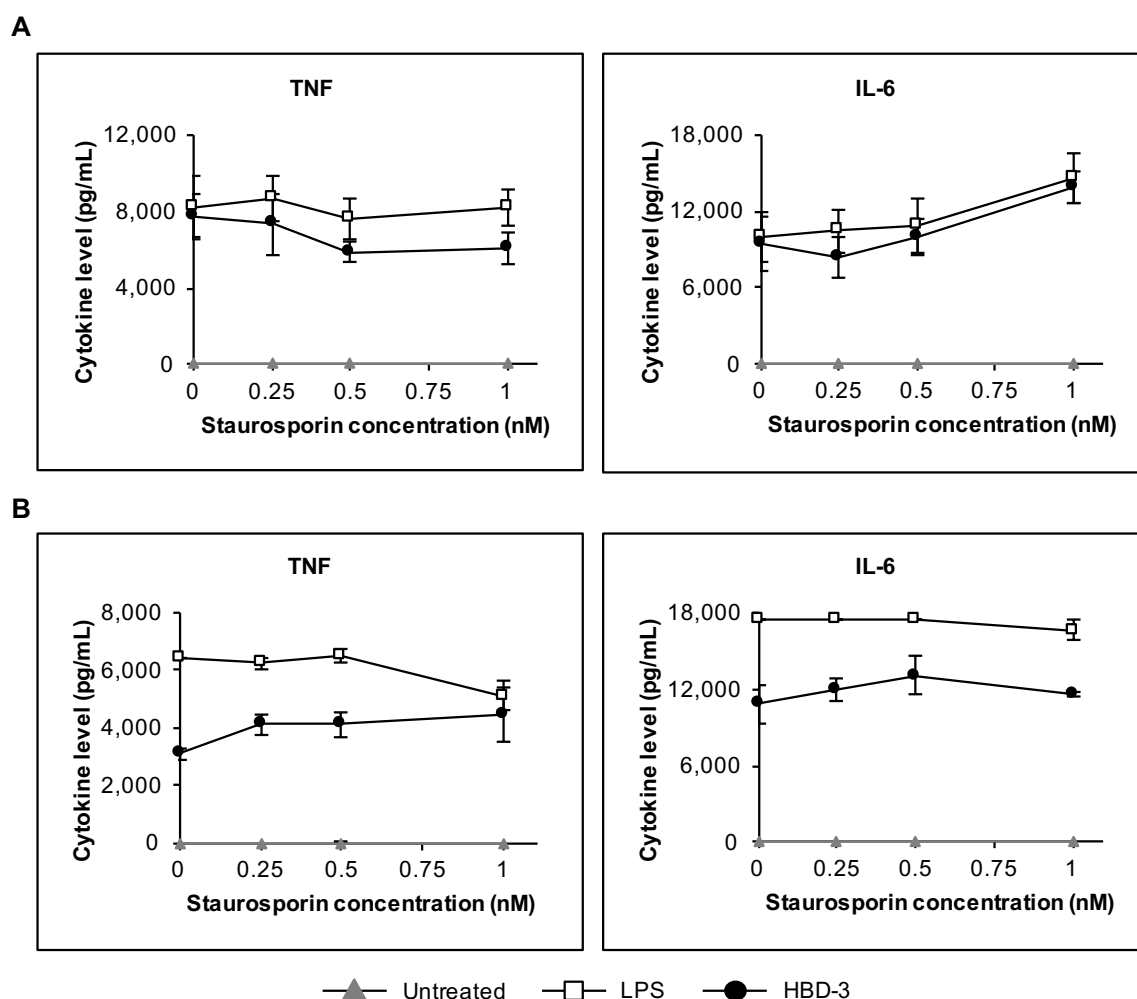 A
TNF
Cytokine level (pg/mL)
12,000
8,000
4,000
0
0 0.25 0.5 0.75 1
Staurosporin concentration (nM)
IL-6
Cytokine level (pg/mL)
18,000
12,000
6,000
0
0 0.25 0.5 0.75 1
Staurosporin concentration (nM)
B
TNF
Cytokine level (pg/mL)
8,000
6,000
4,000
2,000
0
0 0.25 0.5 0.75 1
Staurosporin concentration (nM)
IL-6
Cytokine level (pg/mL)
18,000
12,000
6,000
0
0 0.25 0.5 0.75 1
Staurosporin concentration (nM)
Untreated LPS HBD-3